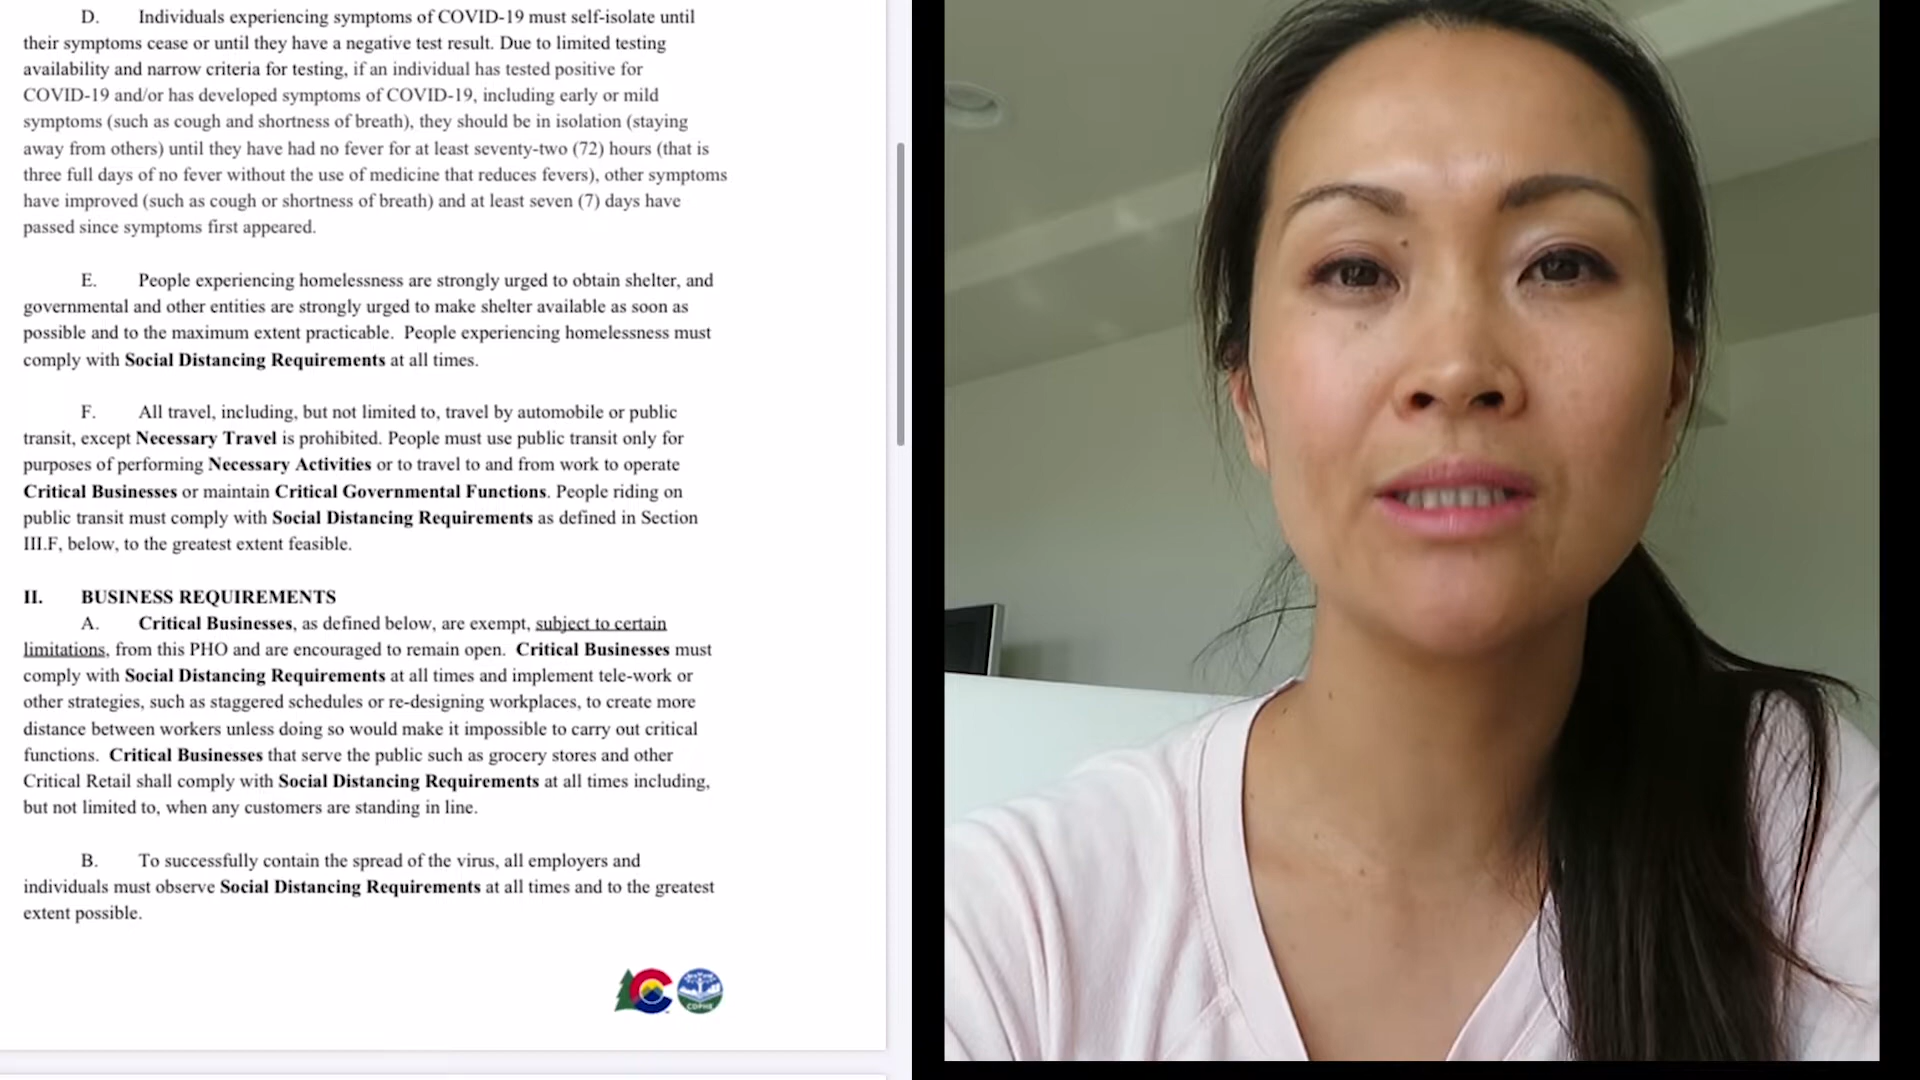 D. Individuals experiencing symptoms of COVID-19 must self-isolate until
their symptoms cease or until they have a negative test result. Due to limited testing
availability and narrow criteria for testing, if an individual has tested positive for
COVID-19 and/or has developed symptoms of COVID-19, including early or mild
symptoms (such as cough and shortness of breath), they should be in isolation (staying
away from others) until they have had no fever for at least seventy-two (72) hours (that is
three full days of no fever without the use of medicine that reduces fevers), other symptoms
have improved (such as cough or shortness of breath) and at least seven (7) days have
passed since symptoms first appeared.
E. People experiencing homelessness are strongly urged to obtain shelter, and
governmental and other entities are strongly urged to make shelter available as soon as
possible and to the maximum extent practicable. People experiencing homelessness must
comply with Social Distancing Requirements at all times.
F. All travel, including, but not limited to, travel by automobile or public
transit, except Necessary Travel is prohibited. People must use public transit only for
purposes of performing Necessary Activities or to travel to and from work to operate
Critical Businesses or maintain Critical Governmental Functions. People riding on
public transit must comply with Social Distancing Requirements as defined in Section
III.F, below, to the greatest extent feasible.
II. BUSINESS REQUIREMENTS
A. Critical Businesses, as defined below, are exempt, subject to certain
limitations, from this PHO and are encouraged to remain open. Critical Businesses must
comply with Social Distancing Requirements at all times and implement tele-work or
other strategies, such as staggered schedules or re-designing workplaces, to create more
distance between workers unless doing so would make it impossible to carry out critical
functions. Critical Businesses that serve the public such as grocery stores and other
Critical Retail shall comply with Social Distancing Requirements at all times including,
but not limited to, when any customers are standing in line.
B. To successfully contain the spread of the virus, all employers and
individuals must observe Social Distancing Requirements at all times and to the greatest
extent possible.
CDPHE